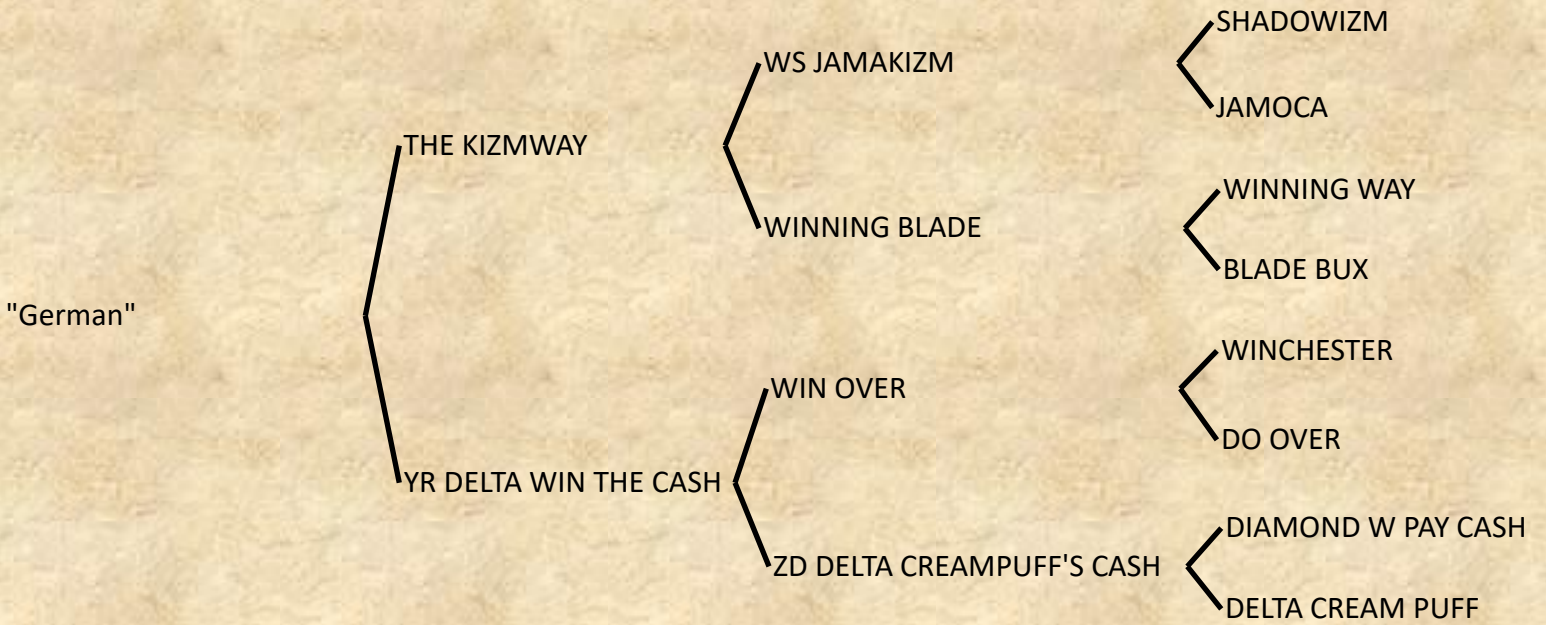 SHADOWIZM
WS JAMAKIZM
JAMOCA
THE KIZMWAY
WINNING WAY
WINNING BLADE
BLADE BUX
"German"
WINCHESTER
WIN OVER
DO OVER
YR DELTA WIN THE CASH
DIAMOND W PAY CASH
ZD DELTA CREAMPUFF'S CASH
DELTA CREAM PUFF